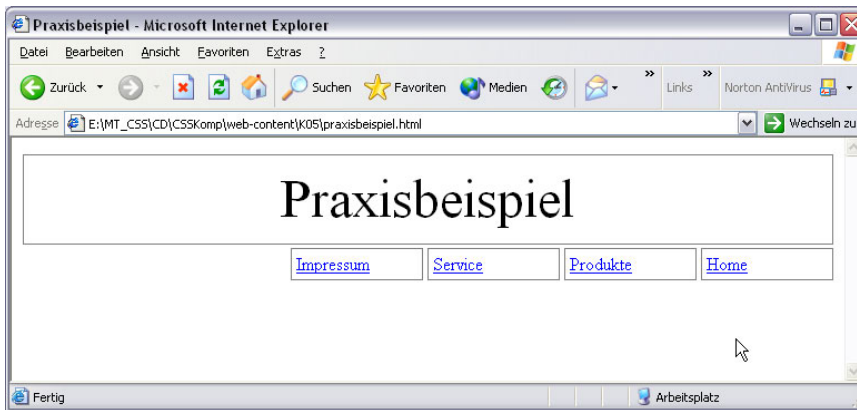 Praxisbeispiel - Microsoft Internet Explorer
Datei Bearbeiten Ansicht Favoriten Extras ?
Zurück Suchen Favoriten Medien » Links » Norton AntiVirus
Adresse E:\MT_CSS\CD\CSSKomp\web-content\K05\praxisbeispiel.html Wechseln zu
Praxisbeispiel
Impressum Service Produkte Home
Fertig Arbeitsplatz